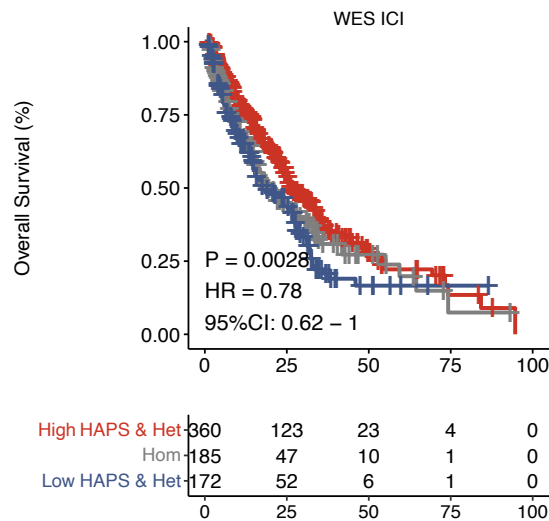 WES ICI
Overall Survival (%)
1.00
0.75
0.50
0.25
0.00
P = 0.0028
HR = 0.78
95%CI: 0.62 − 1
0 25 50 75 100
High HAPS & Het 360 123 23 4 0
Hom 185 47 10 1 0
Low HAPS & Het 172 52 6 1 0
0 25 50 75 100